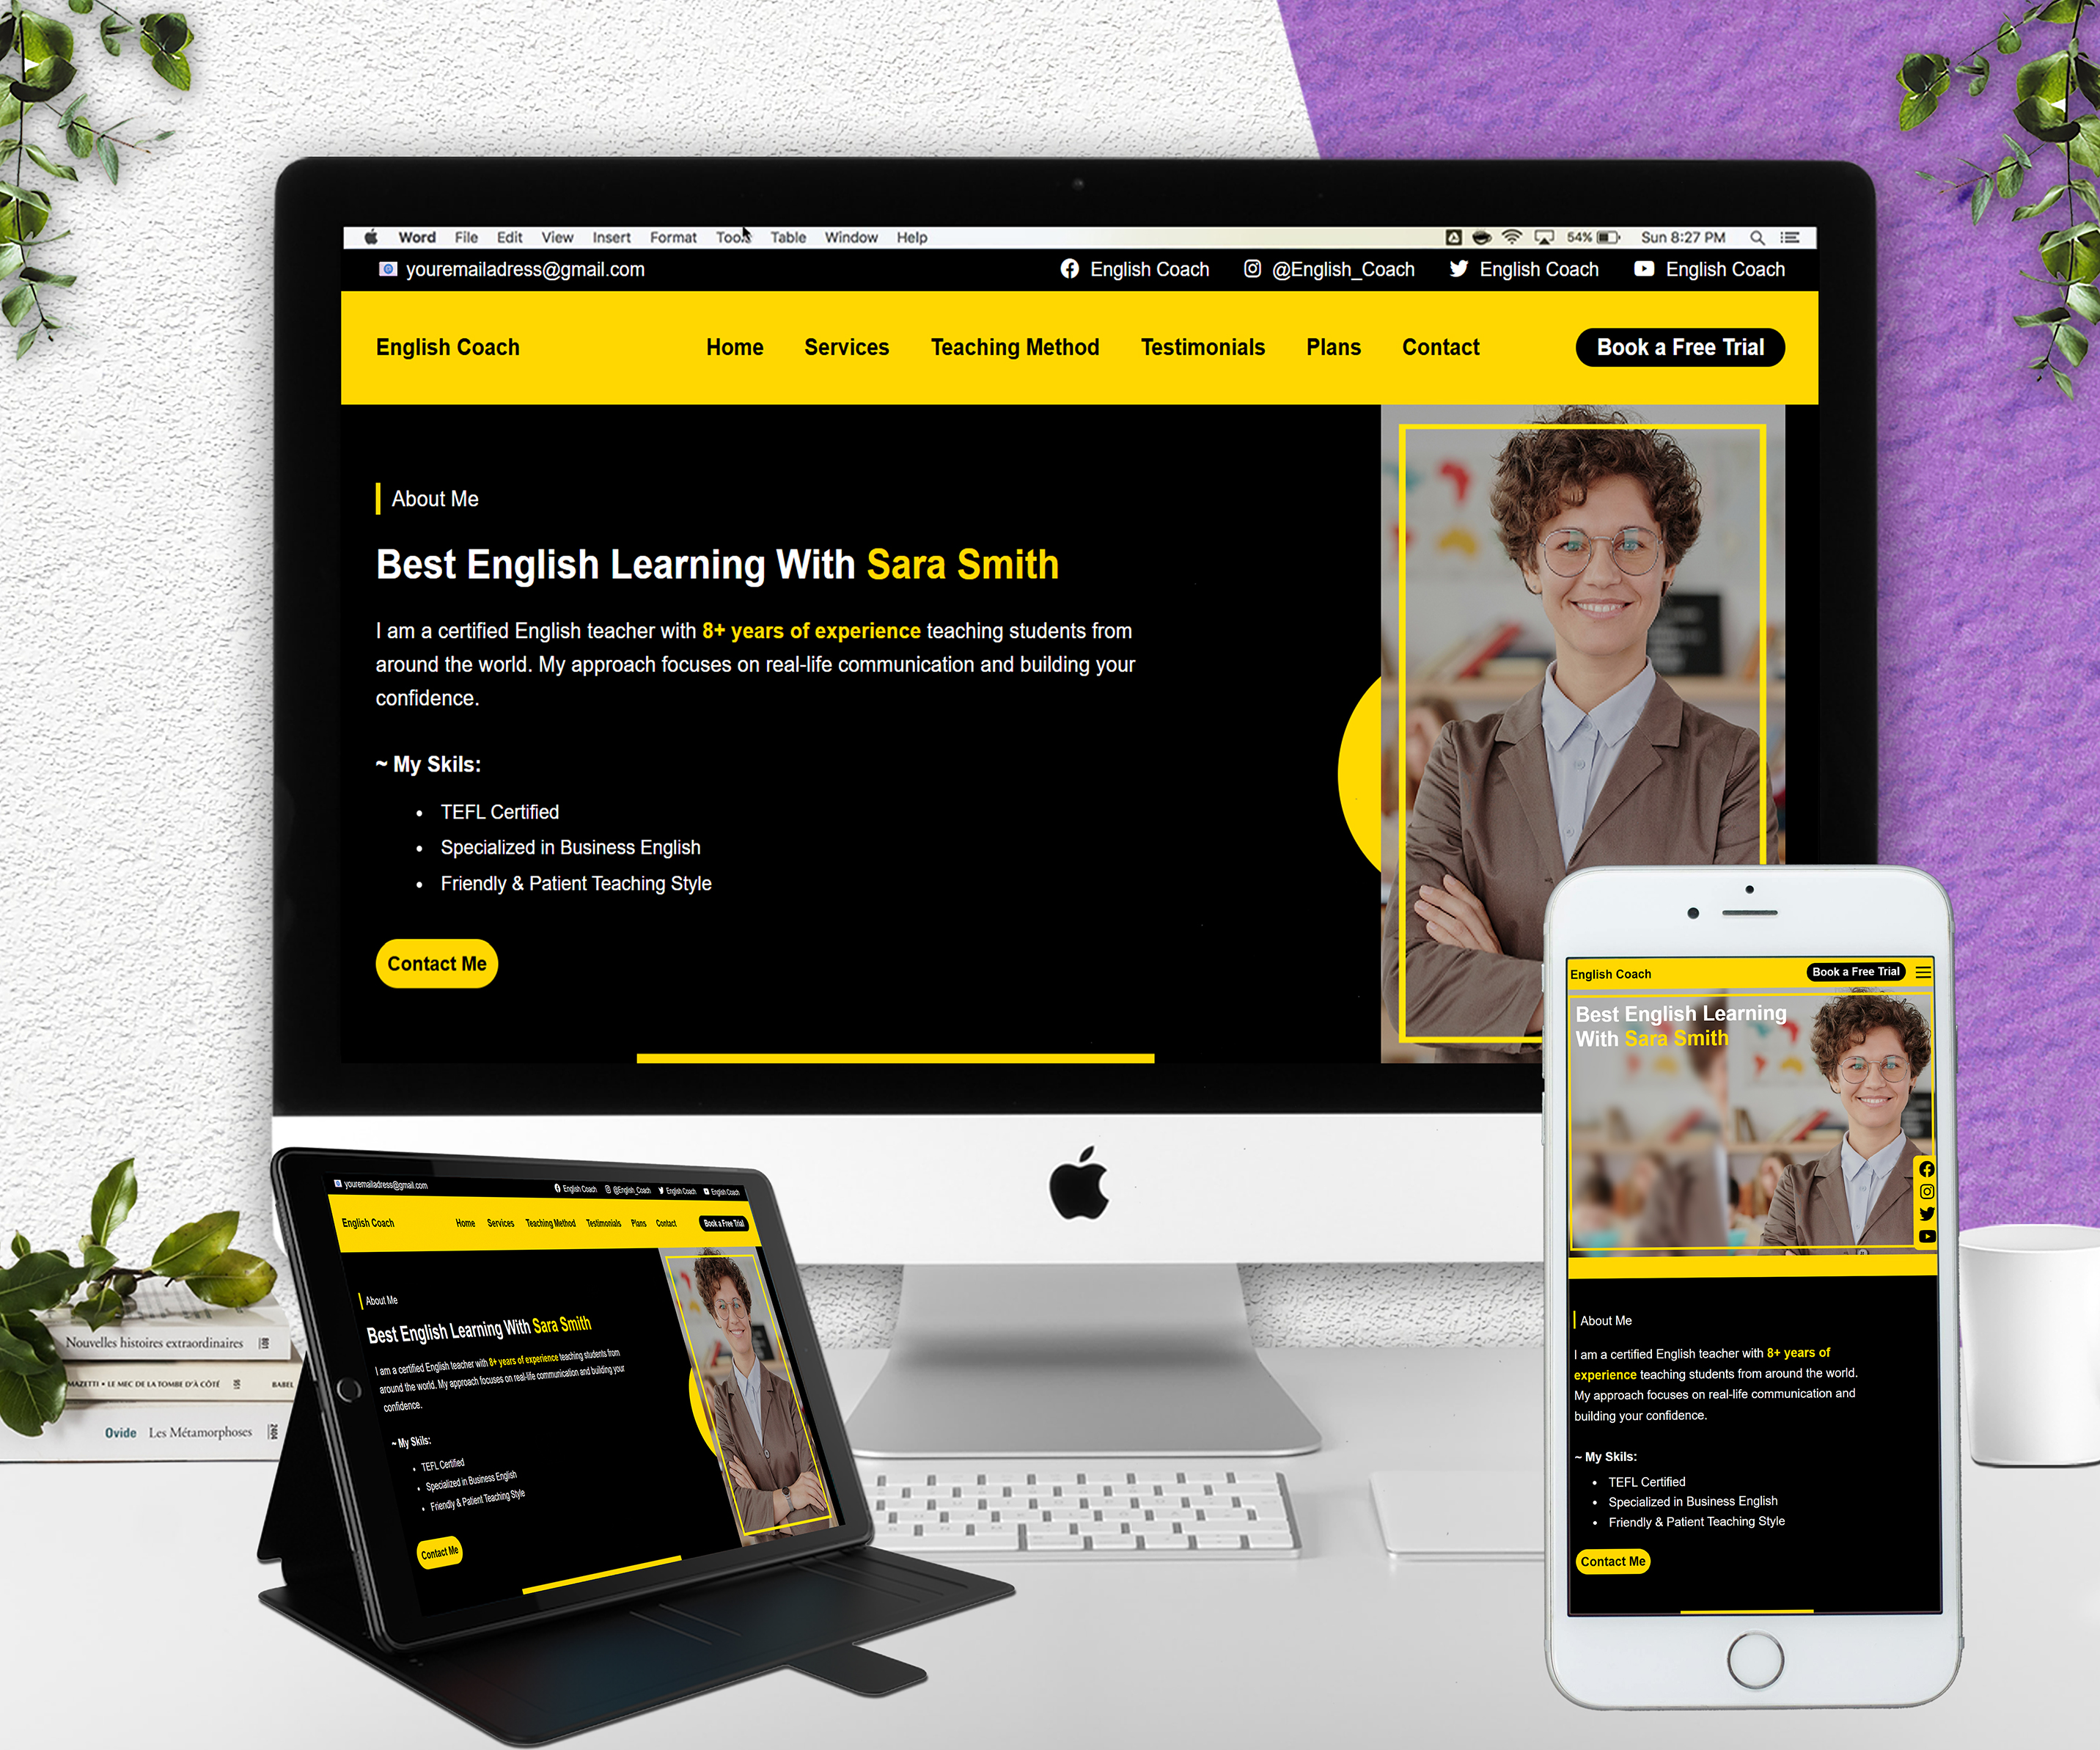 Word File Edit View Insert Format Tools Table Window Help 54% Sun 8:27 PM
youremailadress@gmail.com English Coach @English_Coach English Coach English Coach
English Coach Home Services Teaching Method Testimonials Plans Contact Book a Free Trial
About Me
Best English Learning With Sara Smith
I am a certified English teacher with 8+ years of experience teaching students from
around the world. My approach focuses on real-life communication and building your
confidence.
~ My Skils:
• TEFL Certified
• Specialized in Business English
• Friendly & Patient Teaching Style
Contact Me
youremailadress@gmail.com English Coach @English_Coach English Coach English Coach
English Coach Home Services Teaching Method Testimonials Plans Contact Book a Free Trial
About Me
Best English Learning With Sara Smith
I am a certified English teacher with 8+ years of experience teaching students from
around the world. My approach focuses on real-life communication and building your
confidence.
~ My Skils:
• TEFL Certified
• Specialized in Business English
• Friendly & Patient Teaching Style
Contact Me
English Coach Book a Free Trial
Best English Learning
With Sara Smith
About Me
I am a certified English teacher with 8+ years of
experience teaching students from around the world.
My approach focuses on real-life communication and
building your confidence.
~ My Skils:
• TEFL Certified
• Specialized in Business English
• Friendly & Patient Teaching Style
Contact Me
Nouvelles histoires extraordinaires
MAZETTI • LE MEC DE LA TOMBE D'À CÔTÉ BABEL
Ovide Les Métamorphoses